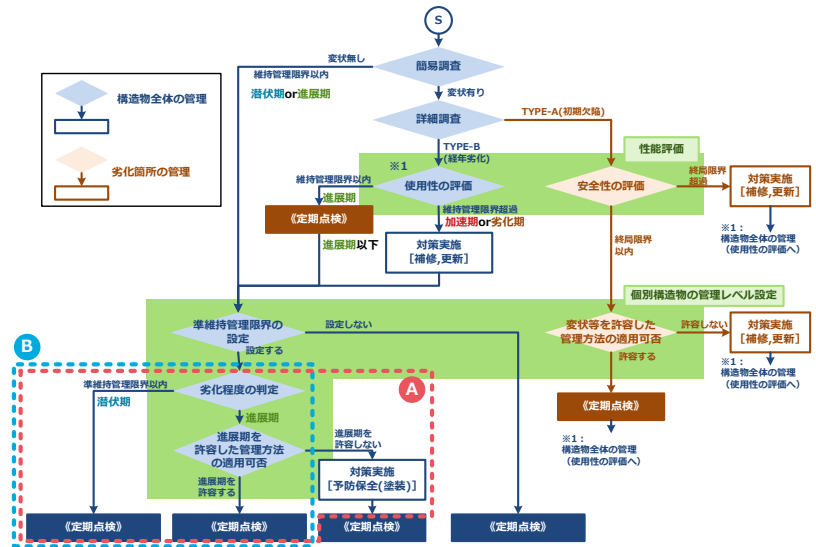 S
簡易調査
変状無し
維持管理限界以内
潜伏期or進展期
変状有り
構造物全体の管理
劣化箇所の管理
詳細調査
TYPE-A(初期欠陥)
TYPE-B
(経年劣化)
性能評価
※1
使用性の評価
安全性の評価
終局限界
超過
対策実施
[補修,更新]
維持管理限界以内
進展期
《定期点検》
進展期以下
維持管理限界超過
加速期or劣化期
対策実施
[補修,更新]
※1：
構造物全体の管理
（使用性の評価へ）
終局限界
以内
個別構造物の管理レベル設定
準維持管理限界の
設定
設定しない
設定する
変状等を許容した
管理方法の適用可否
許容しない
許容する
対策実施
[補修,更新]
※1：
構造物全体の管理
（使用性の評価へ）
B
A
準維持管理限界以内
潜伏期
劣化程度の判定
進展期
《定期点検》
※1：
構造物全体の管理
（使用性の評価へ）
進展期を
許容した管理方法
の適用可否
進展期を
許容しない
進展期を
許容する
対策実施
[予防保全(塗装)]
《定期点検》
《定期点検》
《定期点検》
《定期点検》